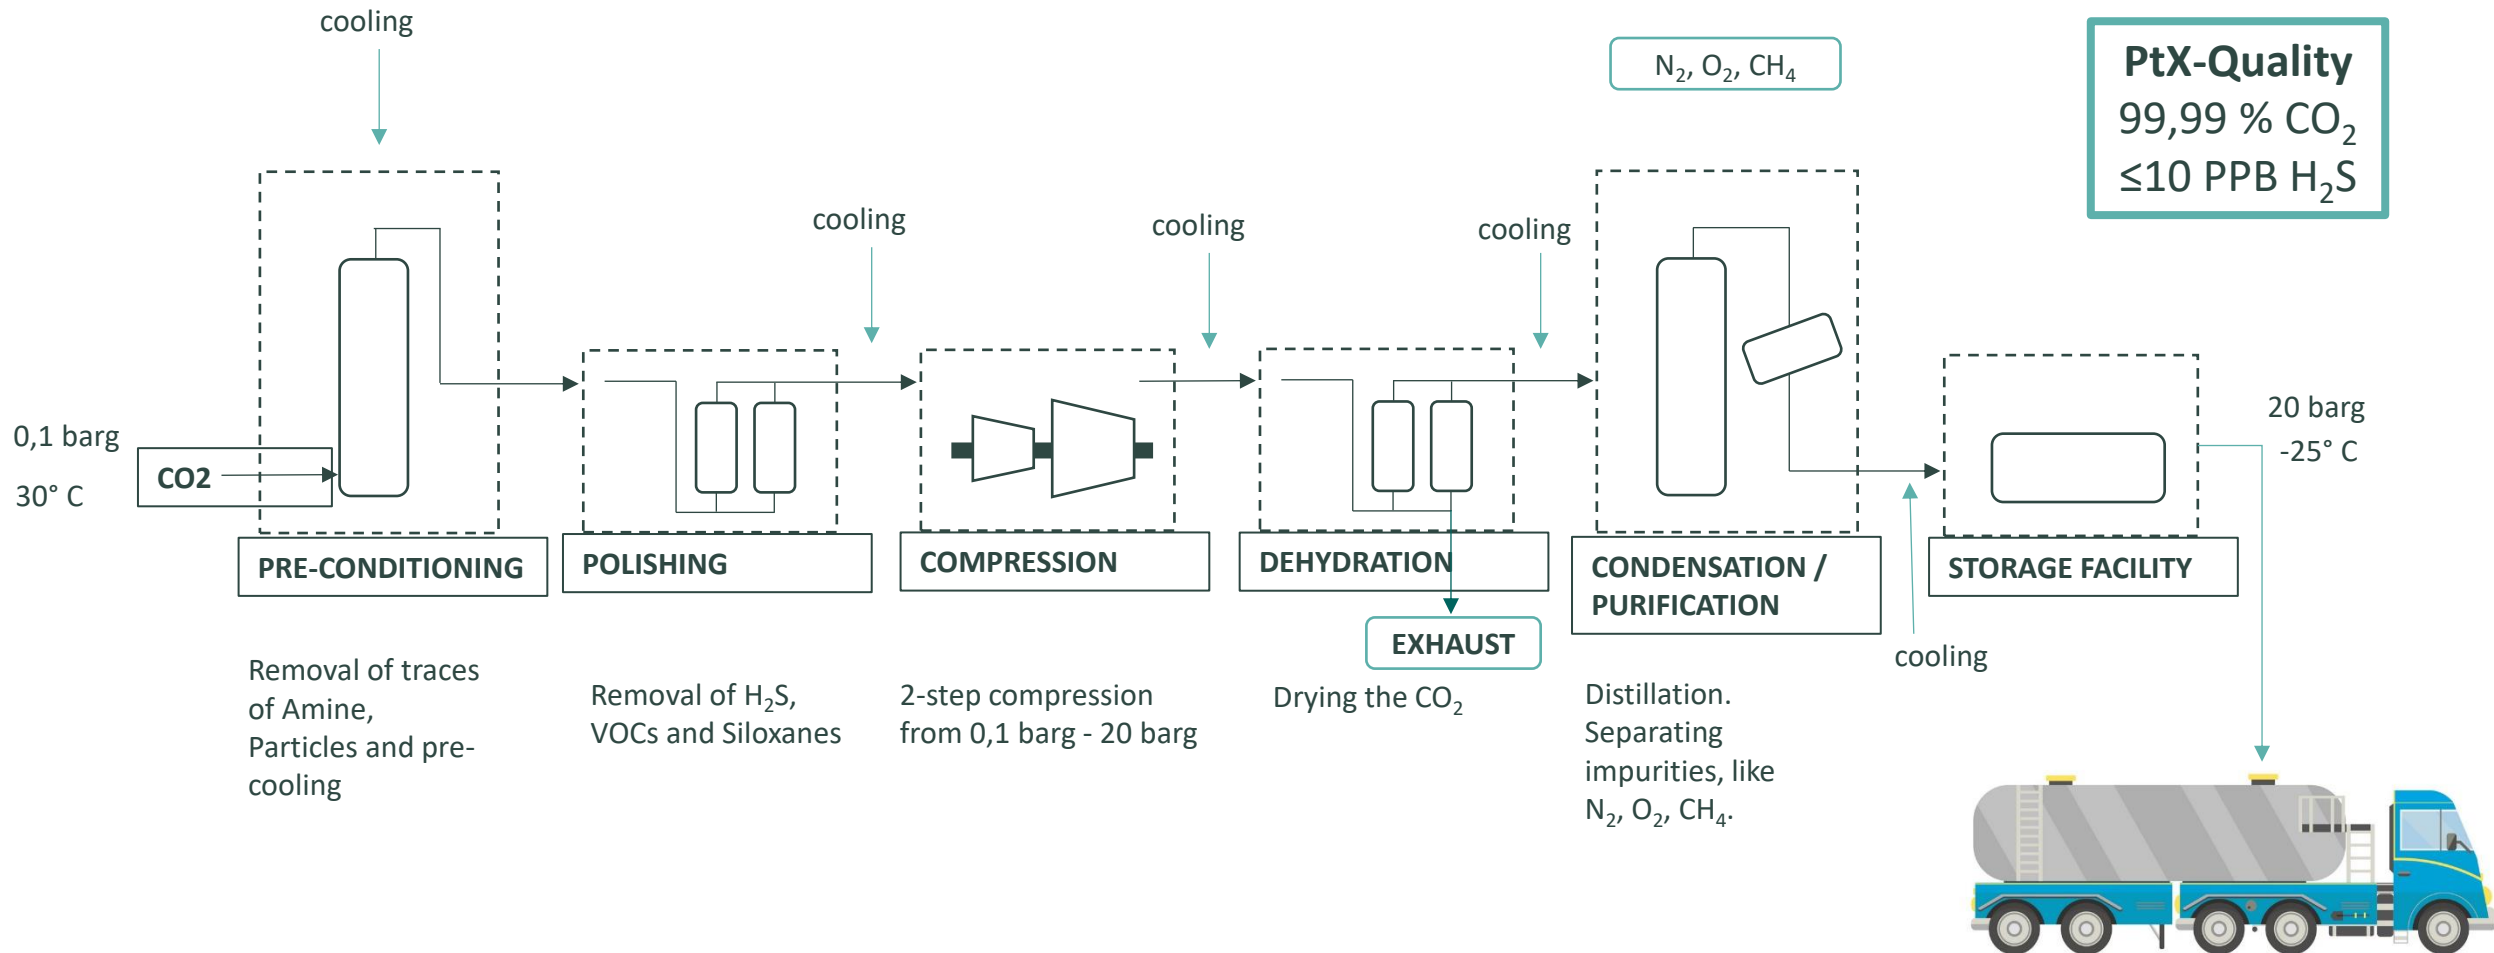 cooling
N₂, O₂, CH₄
PtX-Quality
99,99 % CO₂
≤10 PPB H₂S
cooling
cooling
cooling
0,1 barg
30° C
CO2
20 barg
-25° C
PRE-CONDITIONING
POLISHING
COMPRESSION
DEHYDRATION
CONDENSATION /
PURIFICATION
STORAGE FACILITY
EXHAUST
cooling
Removal of traces
of Amine,
Particles and pre-
cooling
Removal of H₂S,
VOCs and Siloxanes
2-step compression
from 0,1 barg - 20 barg
Drying the CO₂
Distillation.
Separating
impurities, like
N₂, O₂, CH₄.